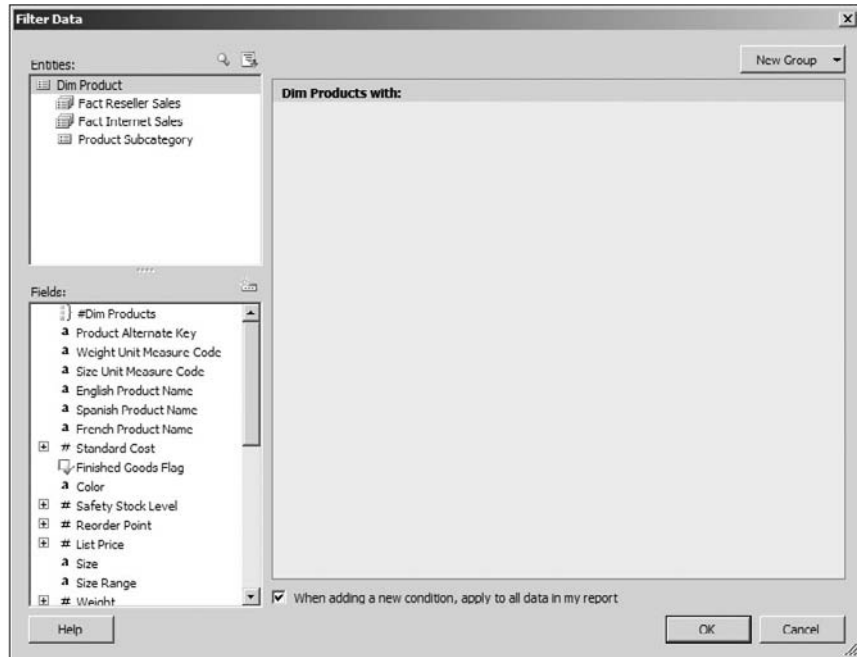 Filter Data
Entities:
New Group
Dim Product
Fact Reseller Sales
Fact Internet Sales
Product Subcategory
Dim Products with:
Fields:
#Dim Products
a Product Alternate Key
a Weight Unit Measure Code
a Size Unit Measure Code
a English Product Name
a Spanish Product Name
a French Product Name
# Standard Cost
Finished Goods Flag
a Color
# Safety Stock Level
# Reorder Point
# List Price
a Size
a Size Range
# Weight
When adding a new condition, apply to all data in my report
Help
OK
Cancel